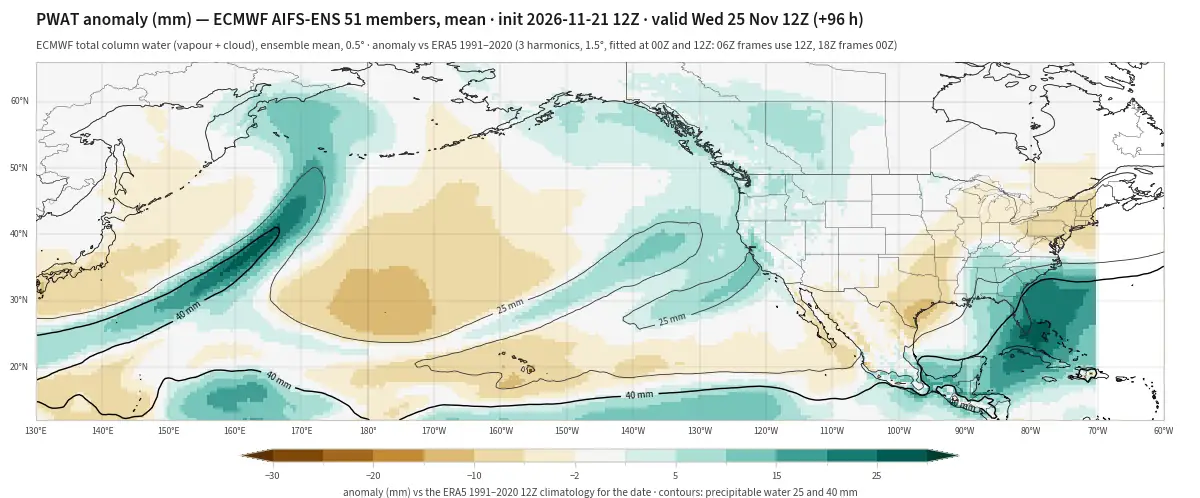 PWAT anomaly (mm) — ECMWF AIFS-ENS 51 members, mean · init 2026-11-21 12Z · valid Wed 25 Nov 12Z (+96 h)
ECMWF total column water (vapour + cloud), ensemble mean, 0.5° · anomaly vs ERA5 1991–2020 (3 harmonics, 1.5°, fitted at 00Z and 12Z: 06Z frames use 12Z, 18Z frames 00Z)
60°N
50°N
40°N
30°N
20°N
40 mm
25 mm
25 mm
40 mm
40 mm
130°E 140°E 150°E 160°E 170°E 180° 170°W 160°W 150°W 140°W 130°W 120°W 110°W 100°W 90°W 80°W 70°W 60°W
−30 −20 −10 −2 5 15 25
anomaly (mm) vs the ERA5 1991–2020 12Z climatology for the date · contours: precipitable water 25 and 40 mm